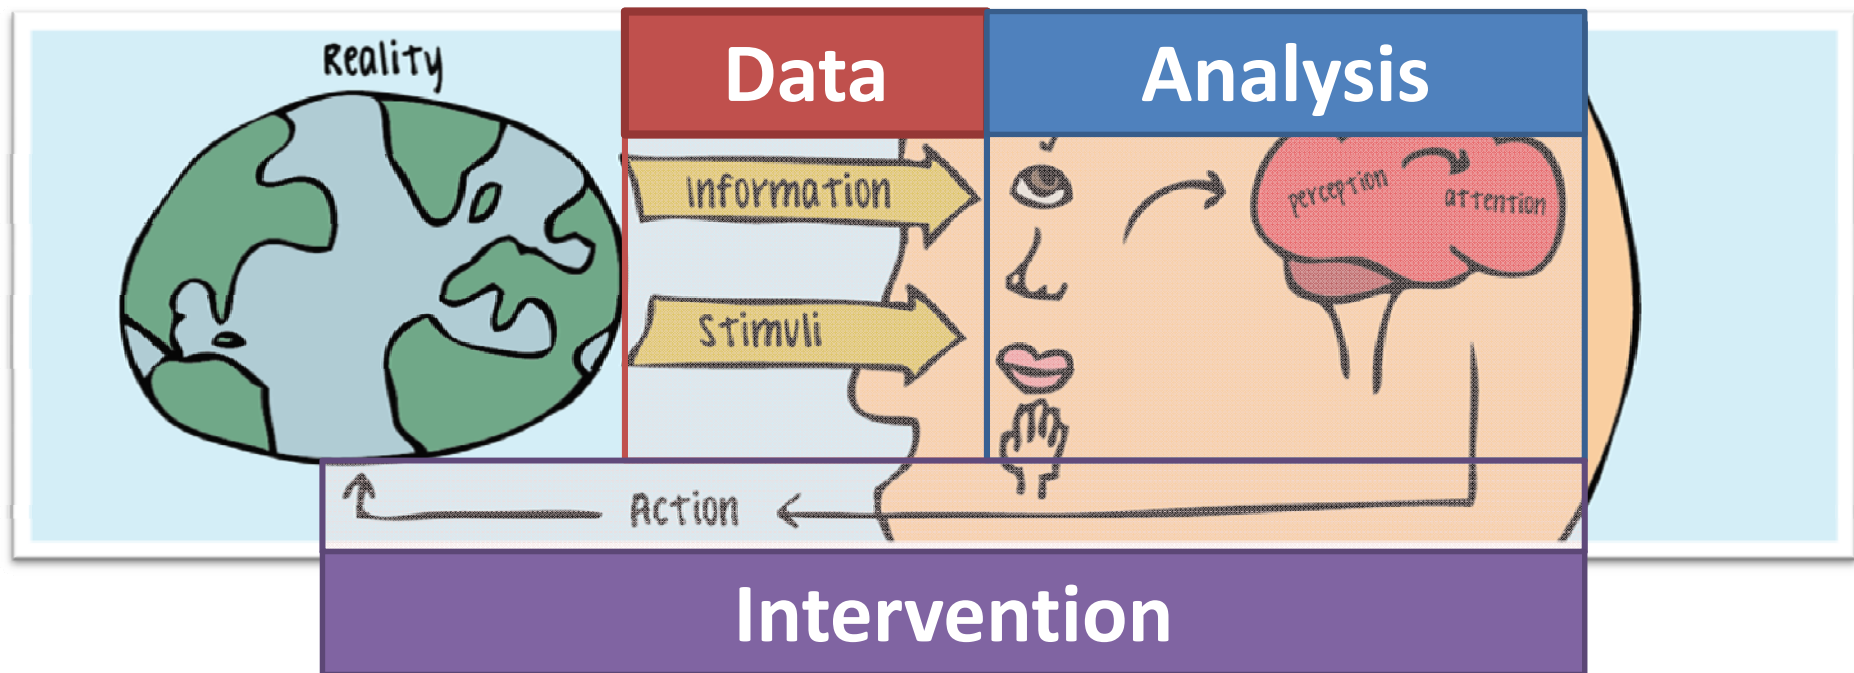 Reality
Data
Analysis
Information
perception
attention
Stimuli
Action
Intervention